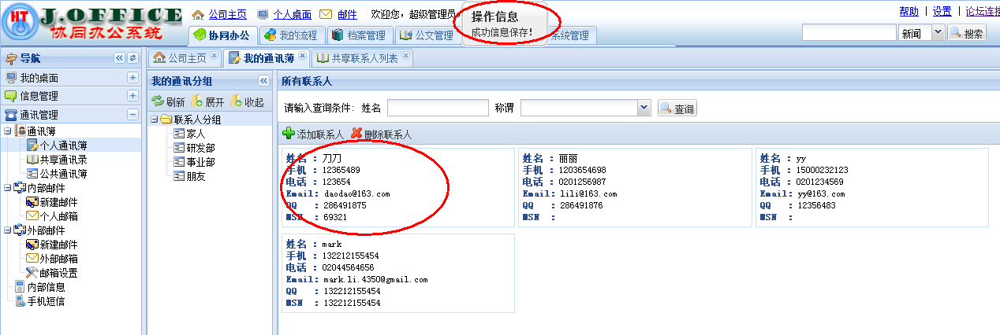 HT J.OFFICE
协同办公系统
公司主页 个人桌面 邮件 欢迎您，超级管理员
操作信息
成功信息保存!
帮助 | 设置 | 论坛连接
协同办公 我的流程 档案管理 公文管理 系统管理
新闻 搜索
导航
公司主页 我的通讯薄 共享联系人列表
我的桌面
信息管理
通讯管理
通讯簿
个人通讯簿
共享通讯录
公共通讯簿
内部邮件
新建邮件
个人邮箱
外部邮件
新建邮件
外部邮箱
邮箱设置
内部信息
手机短信
我的通讯分组
刷新 展开 收起
联系人分组
家人
研发部
事业部
朋友
所有联系人
请输入查询条件: 姓名 称谓 查询
添加联系人 删除联系人
姓名 : 刀刀
手机 : 12365489
电话 : 123654
Email: daodao@163.com
QQ : 286491875
MSN : 69321
姓名 : 丽丽
手机 : 1203654698
电话 : 0201256987
Email: lili@163.com
QQ : 286491876
MSN :
姓名 : yy
手机 : 15000232123
电话 : 0201234569
Email: yy@163.com
QQ : 12356483
MSN :
姓名 : mark
手机 : 132212155454
电话 : 02044564656
Email: mark.li.4350@gmail.com
QQ : 132212155454
MSN : 132212155454